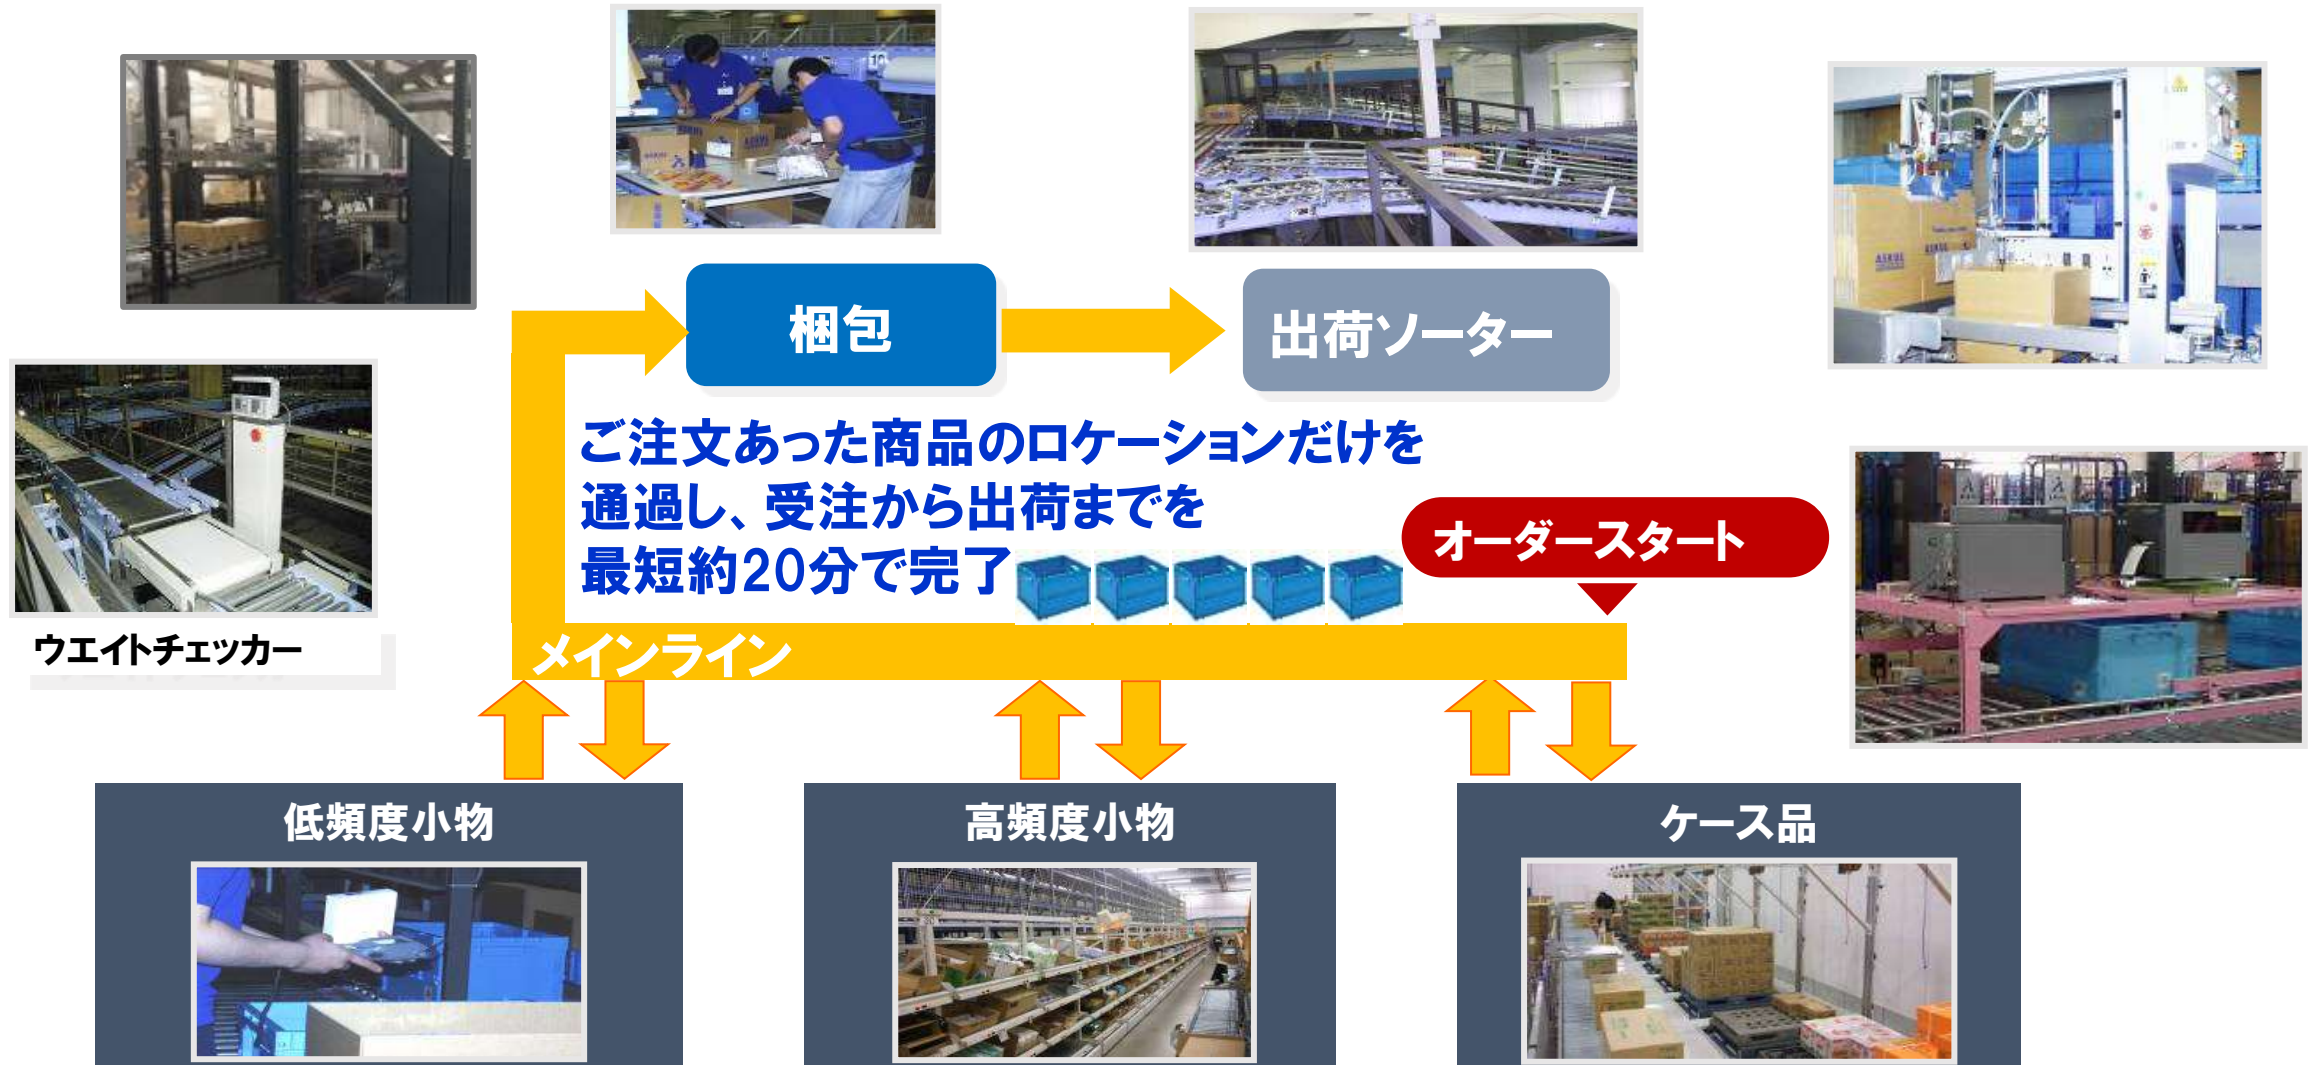 梱包
出荷ソーター
ご注文あった商品のロケーションだけを
通過し、受注から出荷までを
最短約20分で完了
オーダースタート
ウエイトチェッカー
メインライン
低頻度小物
高頻度小物
ケース品
ASKUL
ASKUL
ASKUL